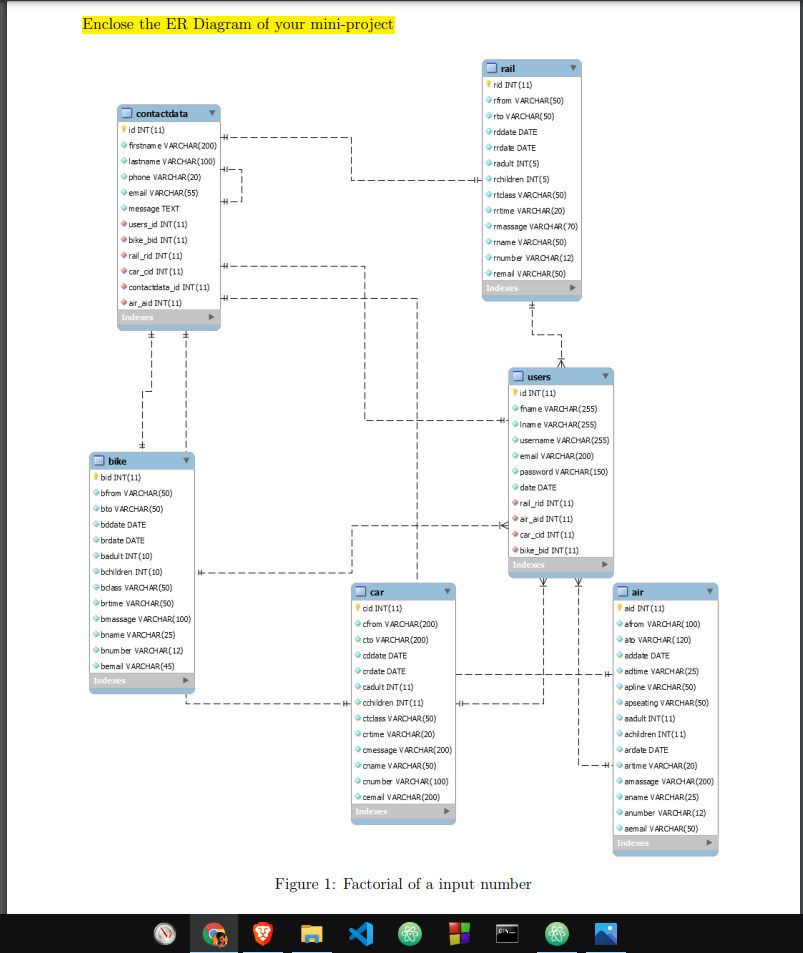 Enclose the ER Diagram of your mini-project
rail
rid INT(11)
rfrom VARCHAR(50)
rto VARCHAR(50)
rddate DATE
rrdate DATE
radult INT(5)
rchildren INT(5)
rtclass VARCHAR(50)
rrtime VARCHAR(20)
rmassage VARCHAR(70)
rname VARCHAR(50)
rnumber VARCHAR(12)
remail VARCHAR(50)
Indexes
contactdata
id INT(11)
firstname VARCHAR(200)
lastname VARCHAR(100)
phone VARCHAR(20)
email VARCHAR(55)
message TEXT
users_id INT(11)
bike_bid INT(11)
rail_rid INT(11)
car_cid INT(11)
contactdata_id INT(11)
air_aid INT(11)
Indexes
users
id INT(11)
fname VARCHAR(255)
lname VARCHAR(255)
username VARCHAR(255)
email VARCHAR(200)
password VARCHAR(150)
date DATE
rail_rid INT(11)
air_aid INT(11)
car_cid INT(11)
bike_bid INT(11)
Indexes
bike
bid INT(11)
bfrom VARCHAR(50)
bto VARCHAR(50)
bddate DATE
brdate DATE
badult INT(10)
bchildren INT(10)
bclass VARCHAR(50)
brtime VARCHAR(50)
bmassage VARCHAR(100)
bname VARCHAR(25)
bnumber VARCHAR(12)
bemail VARCHAR(45)
Indexes
car
cid INT(11)
cfrom VARCHAR(200)
cto VARCHAR(200)
cddate DATE
crdate DATE
cadult INT(11)
cchildren INT(11)
ctclass VARCHAR(50)
crtime VARCHAR(20)
cmessage VARCHAR(200)
cname VARCHAR(50)
cnumber VARCHAR(100)
cemail VARCHAR(200)
Indexes
air
aid INT(11)
afrom VARCHAR(100)
ato VARCHAR(120)
addate DATE
adtime VARCHAR(25)
apline VARCHAR(50)
apseating VARCHAR(50)
aadult INT(11)
achildren INT(11)
ardate DATE
artime VARCHAR(20)
amassage VARCHAR(200)
aname VARCHAR(25)
anumber VARCHAR(12)
aemail VARCHAR(50)
Indexes
Figure 1: Factorial of a input number